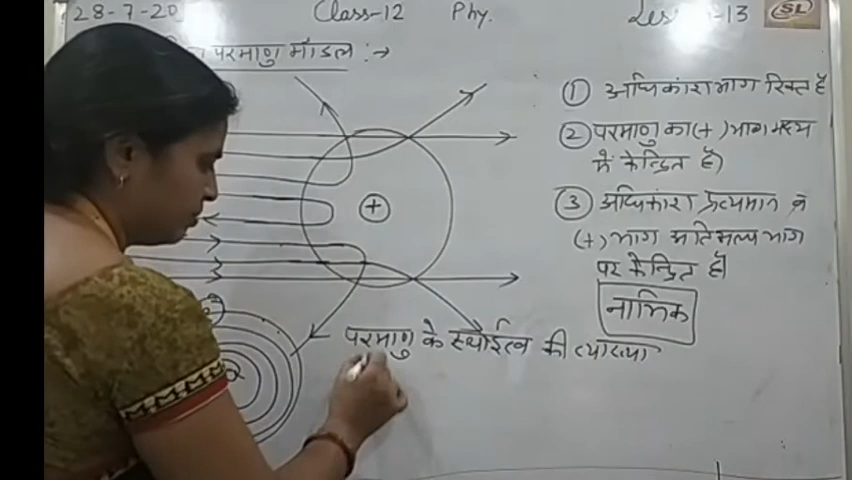 28-7-20 Class-12 Phy. 13
SL
परमाणु मॉडल :→
① अधिकांश भाग रिक्त है
② परमाणु का (+) भाग मध्य
में केन्द्रित है।
③ अधिकांश द्रव्यमान व
(+) भाग अतिअल्प भाग
पर केन्द्रित है।
नाभिक
+
परमाणु के की व्याख्या